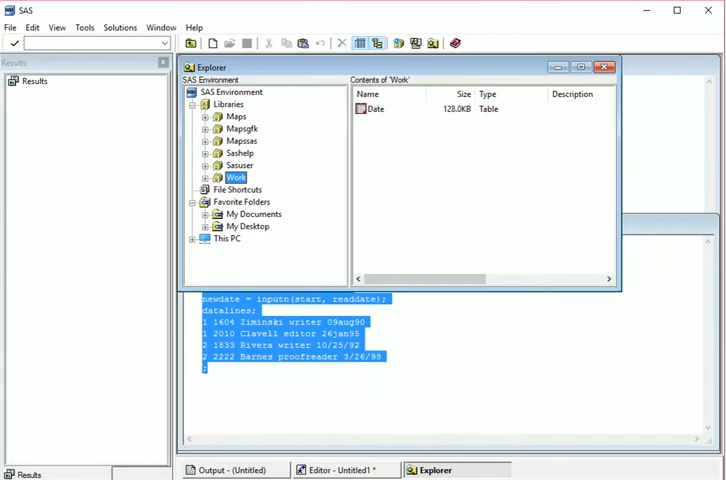 SAS
File Edit View Tools Solutions Window Help
Results
Results
Explorer
SAS Environment
SAS Environment
Libraries
Maps
Mapsgfk
Mapssas
Sashelp
Sasuser
Work
File Shortcuts
Favorite Folders
My Documents
My Desktop
This PC
Contents of 'Work'
Name Size Type Description
Date 128.0KB Table
newdate = inputn(start, readdate);
datalines;
1 1604 Ziminski writer 09aug90
1 2010 Clavell editor 26jan95
2 1833 Rivera writer 10/25/92
2 2222 Barnes proofreader 3/26/98
;
Results
Output - (Untitled) Editor - Untitled1 * Explorer